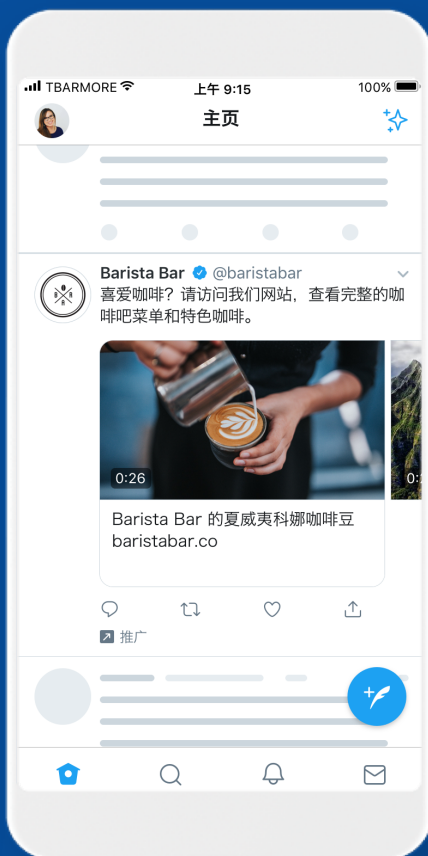 TBARMORE
上午 9:15
100%
主页
Barista Bar @baristabar
喜爱咖啡？请访问我们网站，查看完整的咖
啡吧菜单和特色咖啡。
0:26
0:
Barista Bar 的夏威夷科娜咖啡豆
baristabar.co
推广